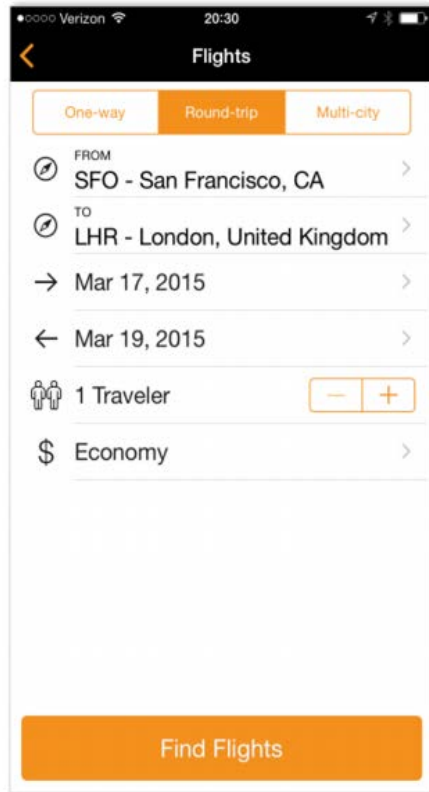 Verizon 20:30
Flights
One-way Round-trip Multi-city
FROM
SFO - San Francisco, CA
TO
LHR - London, United Kingdom
Mar 17, 2015
Mar 19, 2015
1 Traveler − +
$ Economy
Find Flights